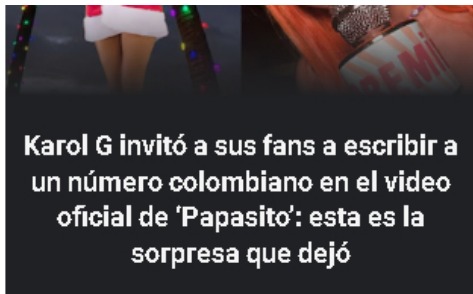 REMI
Karol G invitó a sus fans a escribir a
un número colombiano en el video
oficial de ‘Papasito’: esta es la
sorpresa que dejó